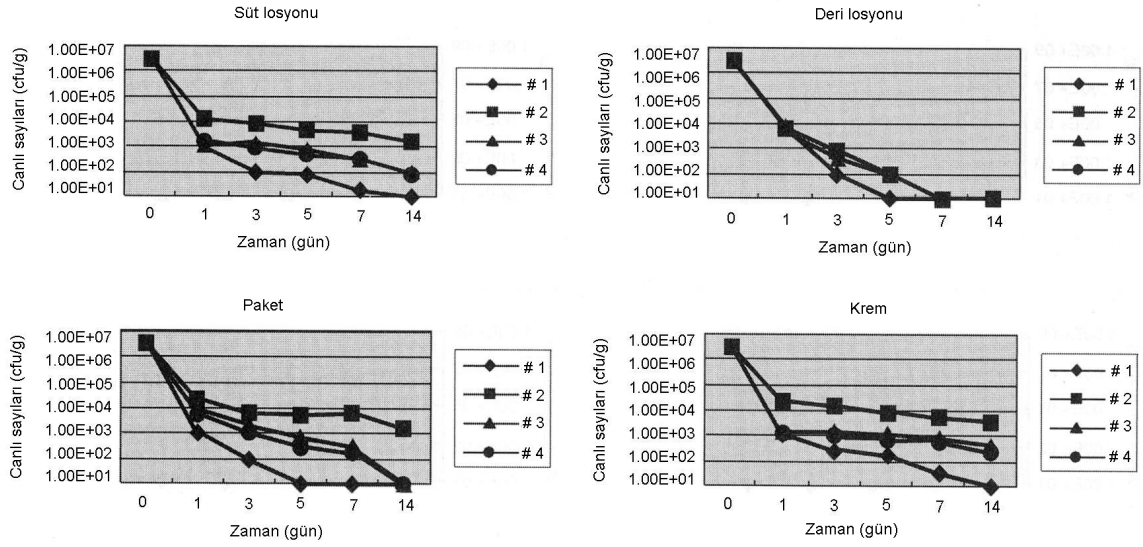 Süt losyonu
Canlı sayıları (cfu/g)
1.00E+07
1.00E+06
1.00E+05
1.00E+04
1.00E+03
1.00E+02
1.00E+01
0 1 3 5 7 14
Zaman (gün)
# 1
# 2
# 3
# 4
Deri losyonu
Canlı sayıları (cfu/g)
1.00E+07
1.00E+06
1.00E+05
1.00E+04
1.00E+03
1.00E+02
1.00E+01
0 1 3 5 7 14
Zaman (gün)
# 1
# 2
# 3
# 4
Paket
Canlı sayıları (cfu/g)
1.00E+07
1.00E+06
1.00E+05
1.00E+04
1.00E+03
1.00E+02
1.00E+01
0 1 3 5 7 14
Zaman (gün)
# 1
# 2
# 3
# 4
Krem
Canlı sayıları (cfu/g)
1.00E+07
1.00E+06
1.00E+05
1.00E+04
1.00E+03
1.00E+02
1.00E+01
0 1 3 5 7 14
Zaman (gün)
# 1
# 2
# 3
# 4